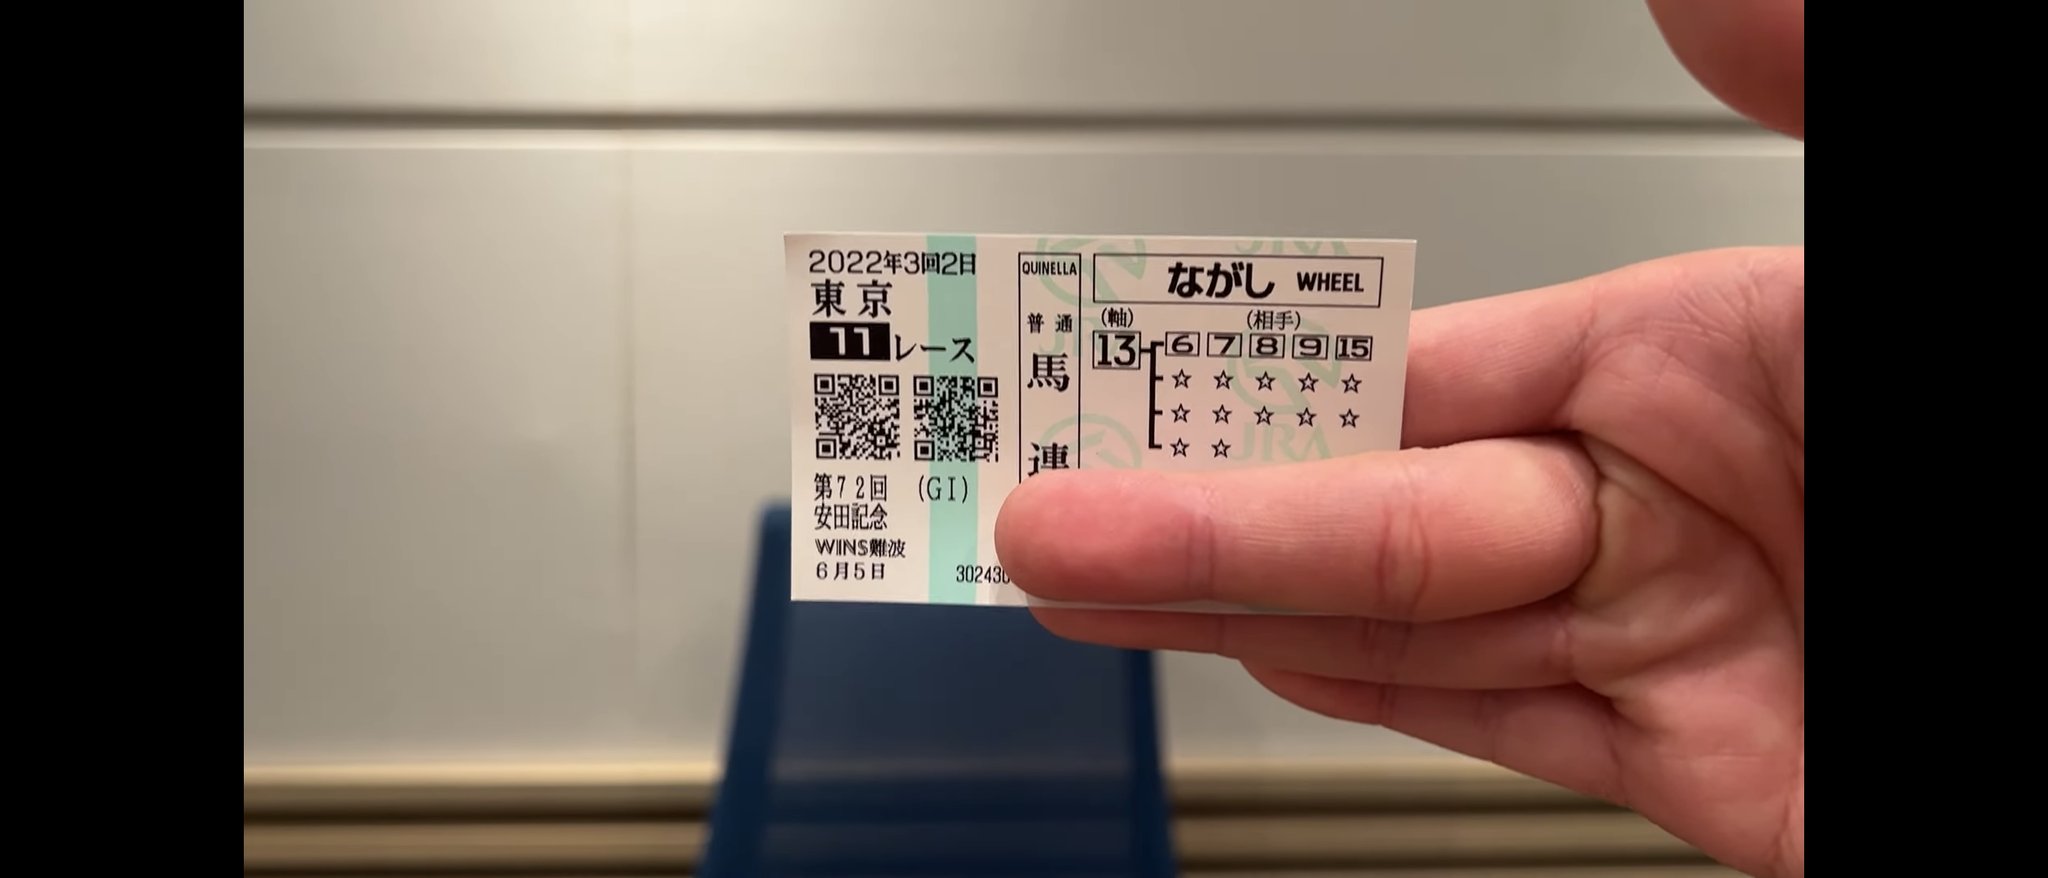 2022年3回2日
東京
11レース
第72回 (GI)
安田記念
WINS難波
6月5日
QUINELLA
普通
馬
連
ながし WHEEL
(軸) (相手)
13 6 7 8 9 15
☆ ☆ ☆ ☆ ☆
☆ ☆ ☆ ☆ ☆
☆ ☆
JRA